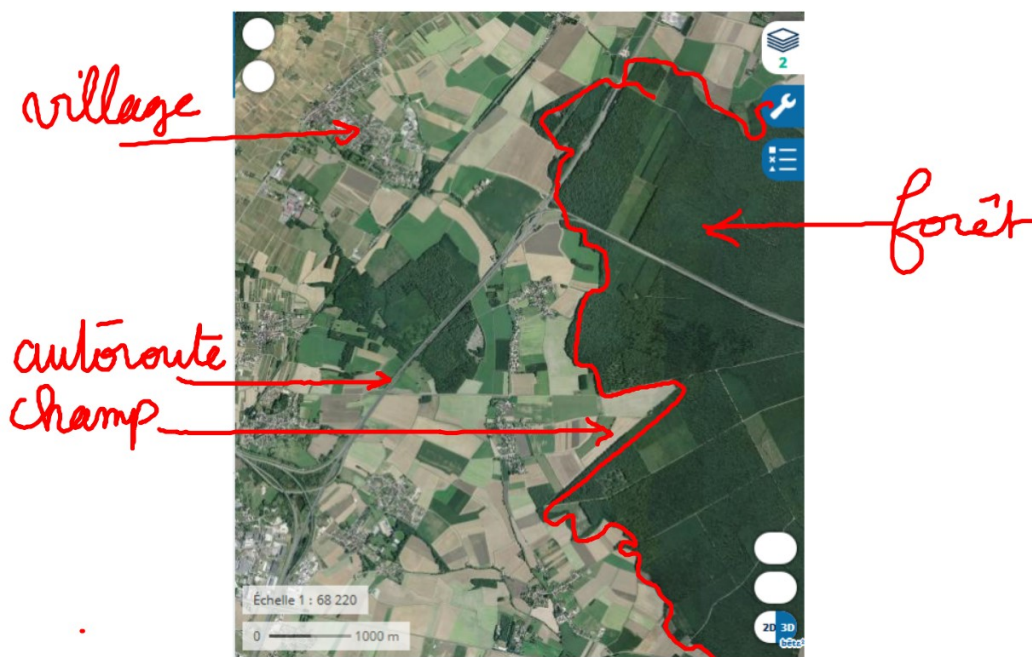 2
village
forêt
autoroute
champ
Échelle 1 : 68 220
0 1000 m
2D 3D
bêta